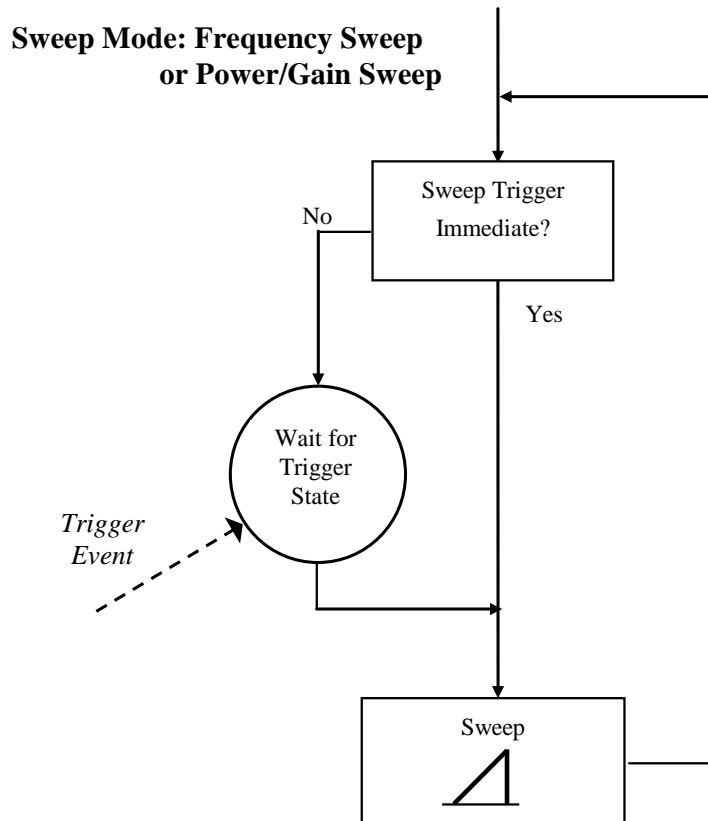 Sweep Mode: Frequency Sweep
or Power/Gain Sweep
Sweep Trigger
Immediate?
No
Yes
Wait for
Trigger
State
Trigger
Event
Sweep